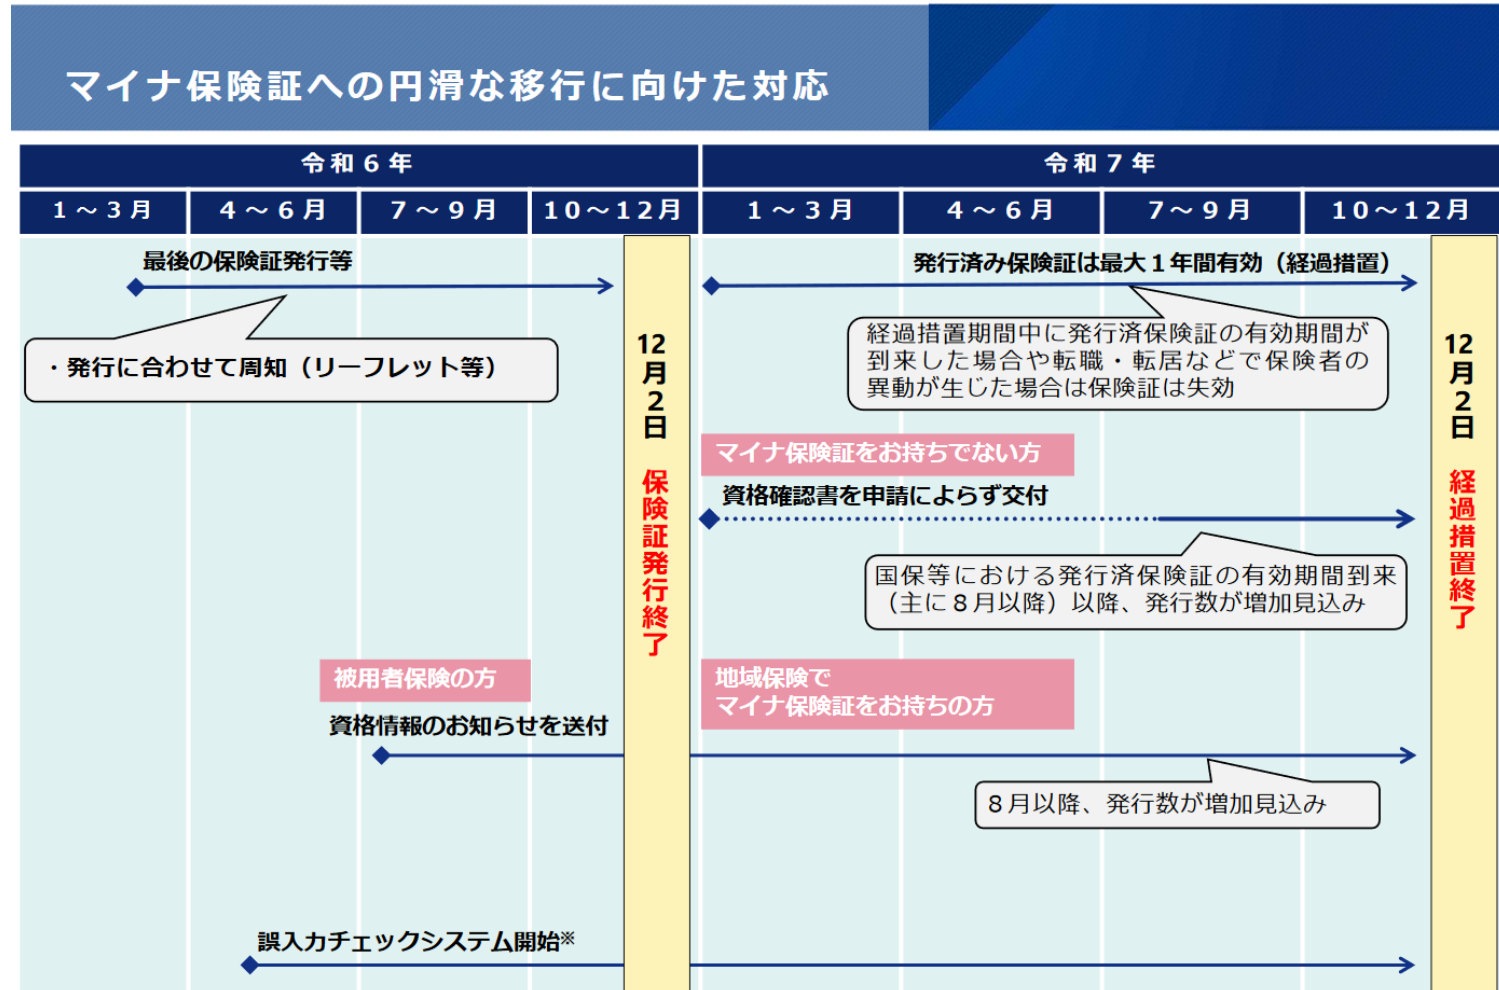 マイナ保険証への円滑な移行に向けた対応
令和６年
令和７年
１～３月
４～６月
７～９月
１０～１２月
１～３月
４～６月
７～９月
１０～１２月
最後の保険証発行等
・発行に合わせて周知（リーフレット等）
12月2日 保険証発行終了
発行済み保険証は最大１年間有効（経過措置）
経過措置期間中に発行済保険証の有効期間が
到来した場合や転職・転居などで保険者の
異動が生じた場合は保険証は失効
12月2日 経過措置終了
マイナ保険証をお持ちでない方
資格確認書を申請によらず交付
国保等における発行済保険証の有効期間到来
（主に８月以降）以降、発行数が増加見込み
被用者保険の方
資格情報のお知らせを送付
地域保険で
マイナ保険証をお持ちの方
８月以降、発行数が増加見込み
誤入力チェックシステム開始※